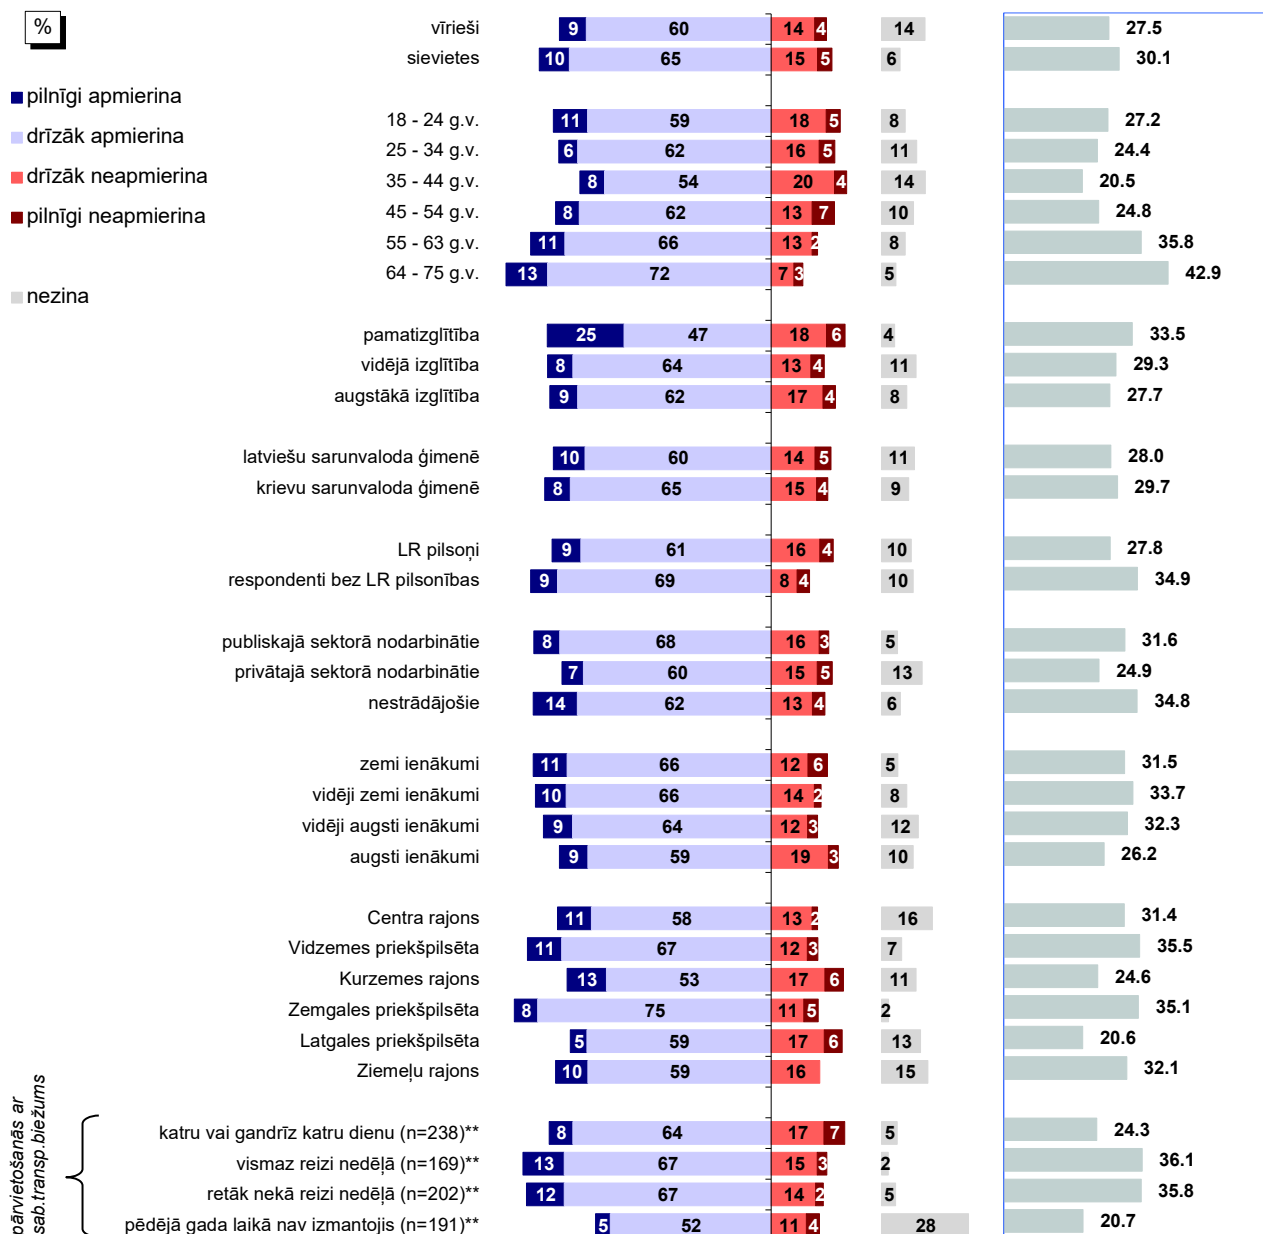 %
pilnīgi apmierina
drīzāk apmierina
drīzāk neapmierina
pilnīgi neapmierina
nezina
vīrieši 9 60 14 4 14 27.5
sievietes 10 65 15 5 6 30.1
18 - 24 g.v. 11 59 18 5 8 27.2
25 - 34 g.v. 6 62 16 5 11 24.4
35 - 44 g.v. 8 54 20 4 14 20.5
45 - 54 g.v. 8 62 13 7 10 24.8
55 - 63 g.v. 11 66 13 2 8 35.8
64 - 75 g.v. 13 72 7 3 5 42.9
pamatizglītība 25 47 18 6 4 33.5
vidējā izglītība 8 64 13 4 11 29.3
augstākā izglītība 9 62 17 4 8 27.7
latviešu sarunvaloda ģimenē 10 60 14 5 11 28.0
krievu sarunvaloda ģimenē 8 65 15 4 9 29.7
LR pilsoņi 9 61 16 4 10 27.8
respondenti bez LR pilsonības 9 69 8 4 10 34.9
publiskajā sektorā nodarbinātie 8 68 16 3 5 31.6
privātajā sektorā nodarbinātie 7 60 15 5 13 24.9
nestrādājošie 14 62 13 4 6 34.8
zemi ienākumi 11 66 12 6 5 31.5
vidēji zemi ienākumi 10 66 14 2 8 33.7
vidēji augsti ienākumi 9 64 12 3 12 32.3
augsti ienākumi 9 59 19 3 10 26.2
Centra rajons 11 58 13 2 16 31.4
Vidzemes priekšpilsēta 11 67 12 3 7 35.5
Kurzemes rajons 13 53 17 6 11 24.6
Zemgales priekšpilsēta 8 75 11 5 2 35.1
Latgales priekšpilsēta 5 59 17 6 13 20.6
Ziemeļu rajons 10 59 16 15 32.1
pārvietošanās ar
sab.transp.biežums
katru vai gandrīz katru dienu (n=238)** 8 64 17 7 5 24.3
vismaz reizi nedēļā (n=169)** 13 67 15 3 2 36.1
retāk nekā reizi nedēļā (n=202)** 12 67 14 2 5 35.8
pēdējā gada laikā nav izmantojis (n=191)** 5 52 11 4 28 20.7